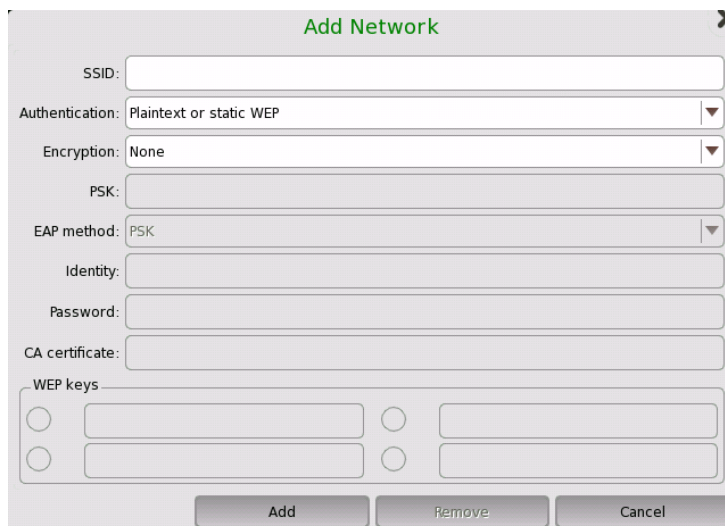 Add Network
SSID:
Authentication: Plaintext or static WEP
Encryption: None
PSK:
EAP method: PSK
Identity:
Password:
CA certificate:
WEP keys
Add Remove Cancel